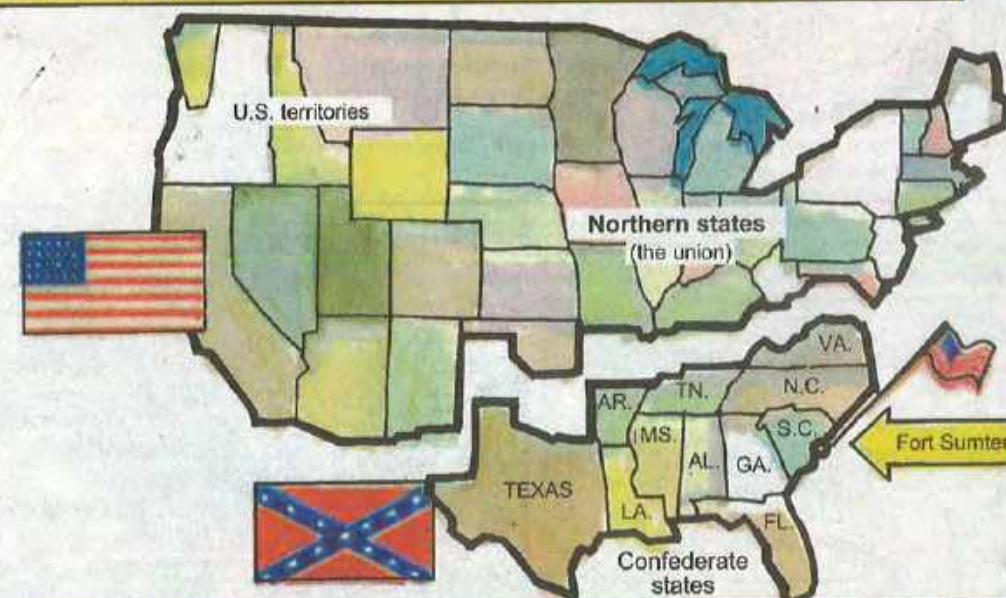 U.S. territories
Northern states
(the union)
VA.
AR.
TN.
N.C.
MS.
S.C.
AL.
GA.
Fort Sumter
TEXAS
LA.
FL.
Confederate
states